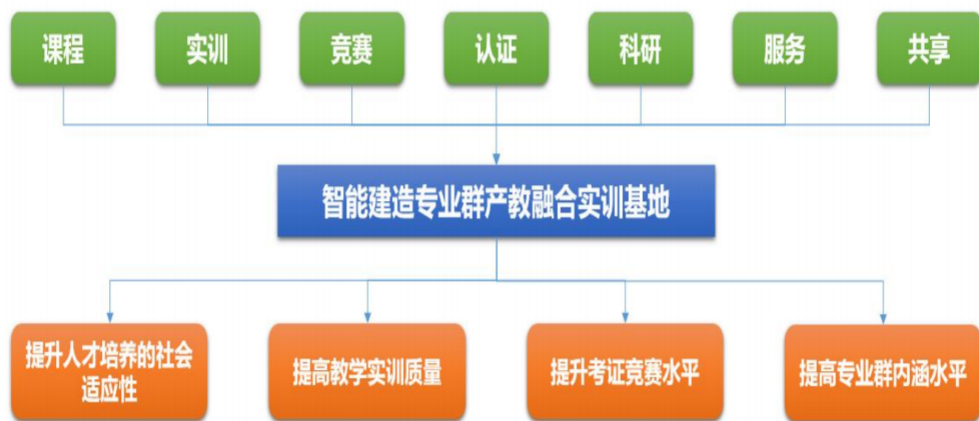 课程
实训
竞赛
认证
科研
服务
共享
智能建造专业群产教融合实训基地
提升人才培养的社会
适应性
提高教学实训质量
提升考证竞赛水平
提高专业群内涵水平